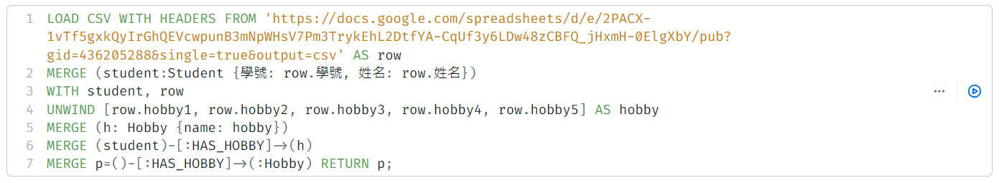 1 LOAD CSV WITH HEADERS FROM 'https://docs.google.com/spreadsheets/d/e/2PACX-
1vTf5gxkQyIrGhQEVcwpunB3mNpWHsV7Pm3TrykEhL2DtfYA-CqUf3y6LDw48zCBFQ_jHxmH-0ElgXbY/pub?
gid=436205288&single=true&output=csv' AS row
2 MERGE (student:Student {學號: row.學號, 姓名: row.姓名})
3 WITH student, row
4 UNWIND [row.hobby1, row.hobby2, row.hobby3, row.hobby4, row.hobby5] AS hobby
5 MERGE (h: Hobby {name: hobby})
6 MERGE (student)-[:HAS_HOBBY]->(h)
7 MERGE p=()-[:HAS_HOBBY]->(:Hobby) RETURN p;